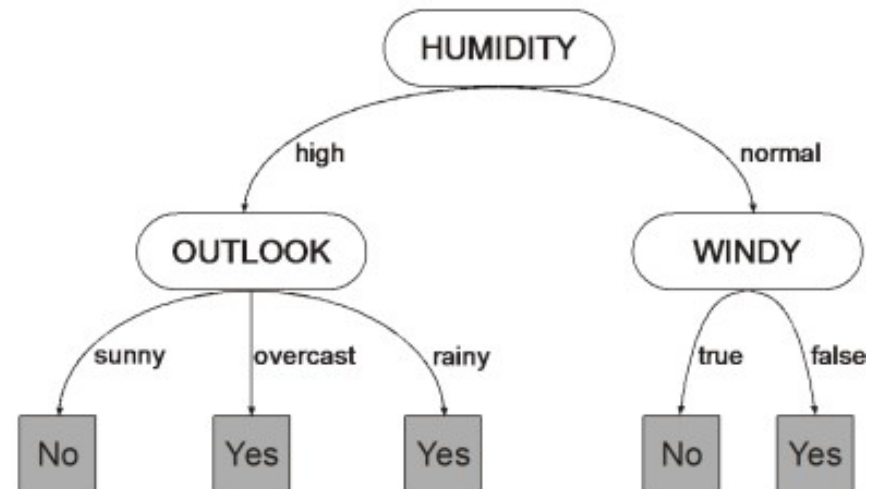 HUMIDITY
high normal
OUTLOOK WINDY
sunny overcast rainy true false
No Yes Yes No Yes